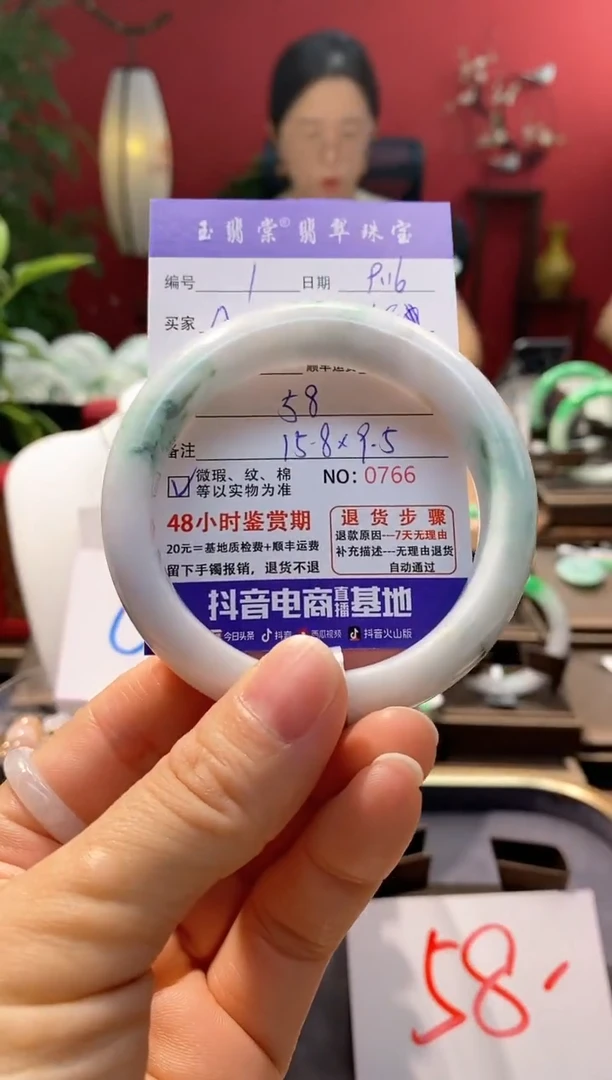 玉翡棠®翡翠珠宝
编号 1 日期 9.16
买家
顺丰运费
58
备注 15.8×9.5
微瑕、纹、棉
等以实物为准
NO: 0766
48小时鉴赏期
20元=基地质检费+顺丰运费
留下手镯报销，退货不退
退货步骤
退款原因---7天无理由
补充描述---无理由退货
自动通过
抖音电商直播基地
今日头条 抖音 西瓜视频 抖音火山版
58